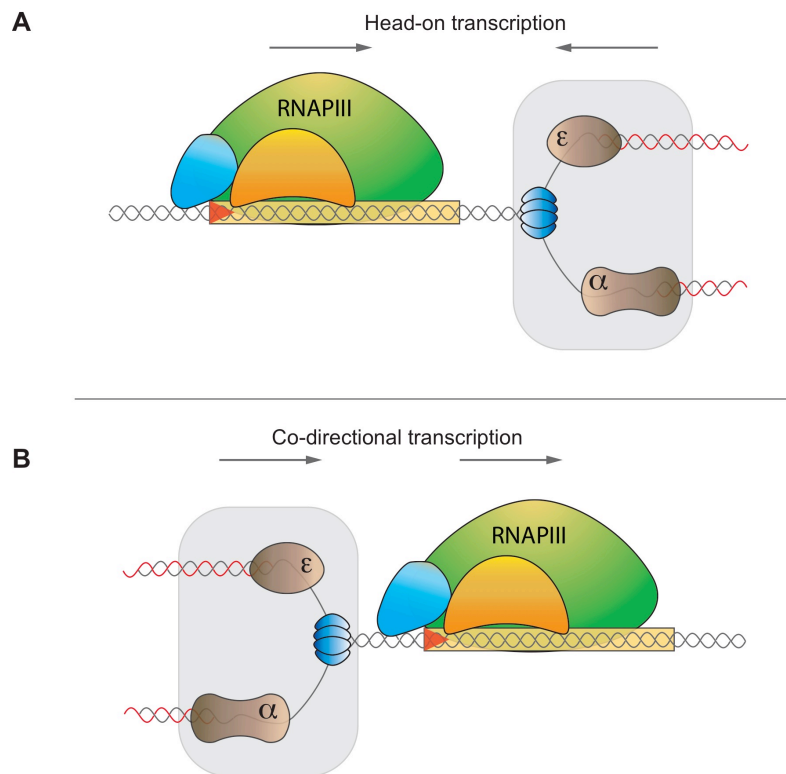 A
Head-on transcription
RNAPIII
ε
α
Co-directional transcription
B
RNAPIII
ε
α